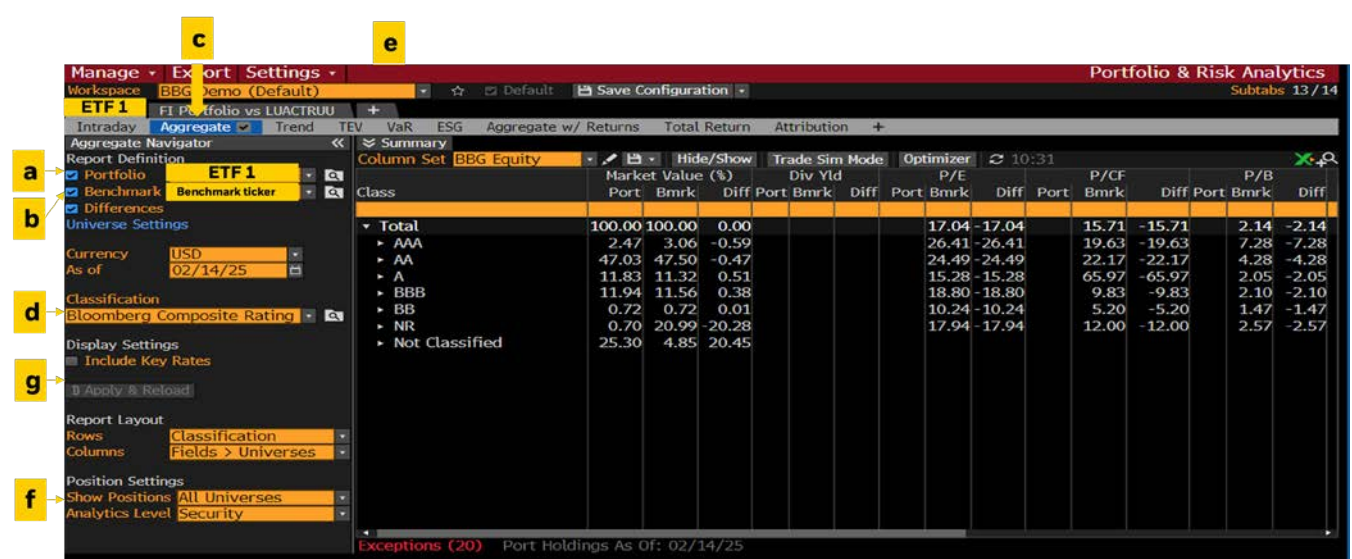 c e
Manage Export Settings Portfolio & Risk Analytics
Workspace BBG Demo (Default) Default Save Configuration Subtabs 13/14
ETF 1 FI Portfolio vs LUACTRUU +
Intraday Aggregate Trend TEV VaR ESG Aggregate w/ Returns Total Return Attribution +
Aggregate Navigator « Summary
Report Definition Column Set BBG Equity Hide/Show Trade Sim Mode Optimizer 10:31
a Portfolio ETF 1 Market Value (%) Div Yld P/E P/CF P/B
b Benchmark Benchmark ticker Class Port Bmrk Diff Port Bmrk Diff Port Bmrk Diff Port Bmrk Diff Port Bmrk Diff
Differences
Universe Settings Total 100.00 100.00 0.00 17.04 -17.04 15.71 -15.71 2.14 -2.14
AAA 2.47 3.06 -0.59 26.41 -26.41 19.63 -19.63 7.28 -7.28
Currency USD AA 47.03 47.50 -0.47 24.49 -24.49 22.17 -22.17 4.28 -4.28
As of 02/14/25 A 11.83 11.32 0.51 15.28 -15.28 65.97 -65.97 2.05 -2.05
BBB 11.94 11.56 0.38 18.80 -18.80 9.83 -9.83 2.10 -2.10
Classification BB 0.72 0.72 0.01 10.24 -10.24 5.20 -5.20 1.47 -1.47
d Bloomberg Composite Rating NR 0.70 20.99 -20.28 17.94 -17.94 12.00 -12.00 2.57 -2.57
Display Settings Not Classified 25.30 4.85 20.45
Include Key Rates
g Apply & Reload
Report Layout
Rows Classification
Columns Fields > Universes
Position Settings
f Show Positions All Universes
Analytics Level Security
Exceptions (20) Port Holdings As Of: 02/14/25